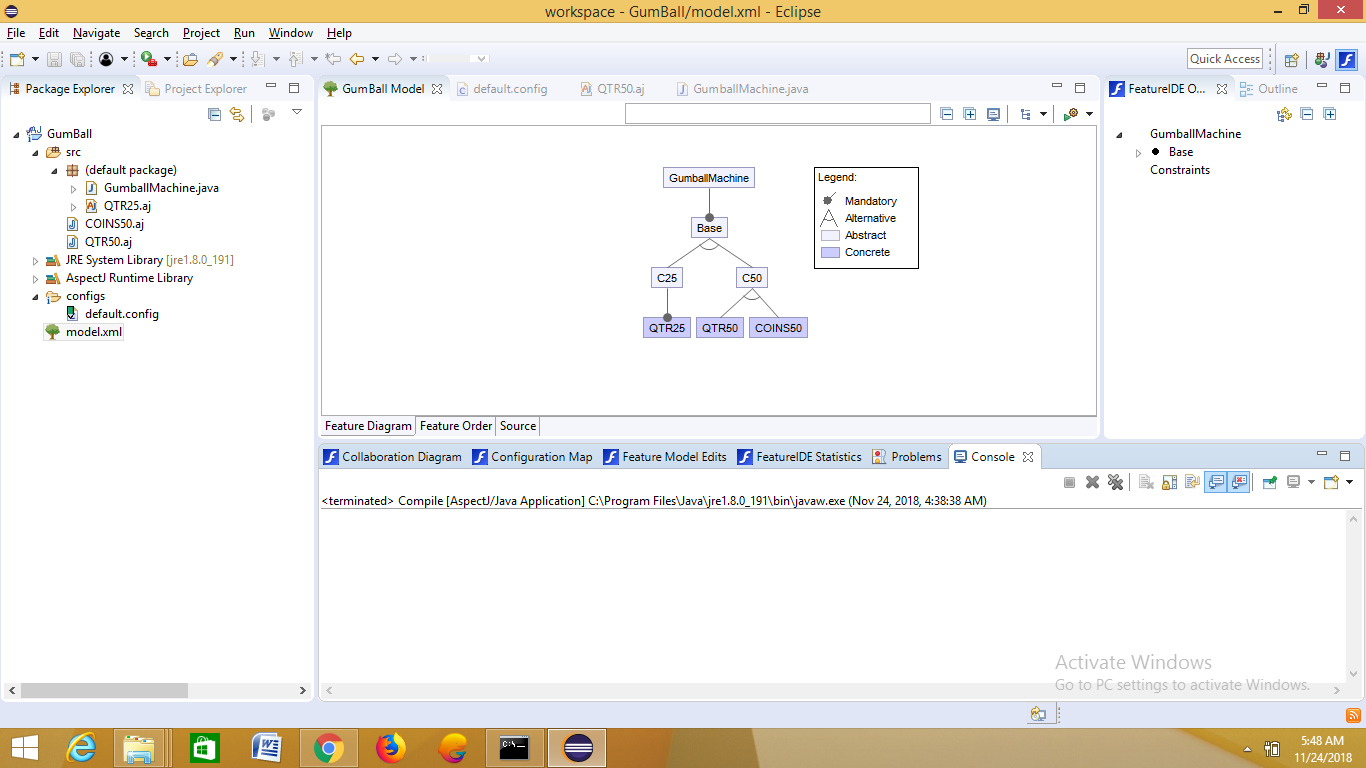 workspace - GumBall/model.xml - Eclipse
File Edit Navigate Search Project Run Window Help
Quick Access
Package Explorer Project Explorer
GumBall
src
(default package)
GumballMachine.java
QTR25.aj
COINS50.aj
QTR50.aj
JRE System Library [jre1.8.0_191]
AspectJ Runtime Library
configs
default.config
model.xml
GumBall Model default.config QTR50.aj GumballMachine.java
GumballMachine
Base
C25 C50
QTR25 QTR50 COINS50
Legend:
Mandatory
Alternative
Abstract
Concrete
Feature Diagram Feature Order Source
FeatureIDE O... Outline
GumballMachine
Base
Constraints
Collaboration Diagram Configuration Map Feature Model Edits FeatureIDE Statistics Problems Console
<terminated> Compile [AspectJ/Java Application] C:\Program Files\Java\jre1.8.0_191\bin\javaw.exe (Nov 24, 2018, 4:38:38 AM)
Activate Windows
Go to PC settings to activate Windows.
5:48 AM
11/24/2018